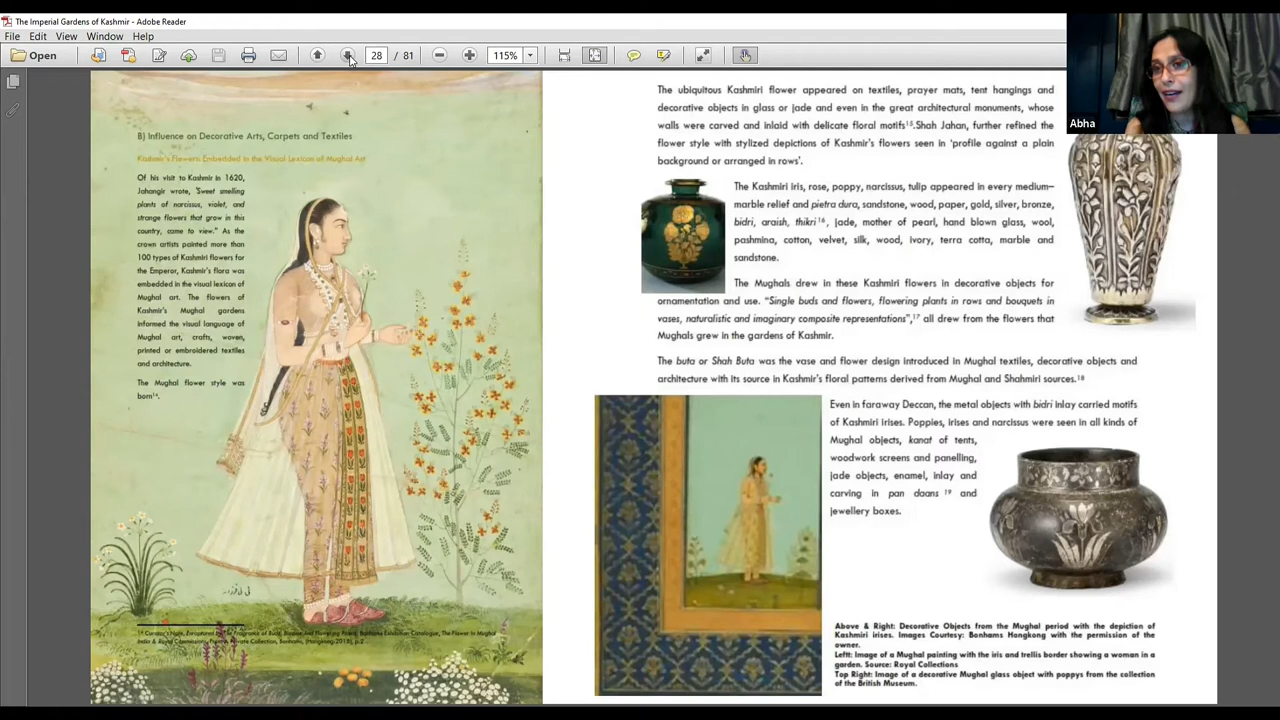 The Imperial Gardens of Kashmir - Adobe Reader
File Edit View Window Help
Open
28 / 81
115%
Abha
B) Influence on Decorative Arts, Carpets and Textiles
Kashmir's Flowers Embedded in the Visual Lexicon of Mughal Art
Of his visit to Kashmir in 1620,
Jahangir wrote, "Sweet smelling
plants of narcissus, violet, and
strange flowers that grow in this
country, came to view." As the
crown artists painted more than
100 types of Kashmiri flowers for
the Emperor, Kashmir's flora was
embedded in the visual lexicon of
Mughal art. The flowers of
Kashmir's Mughal gardens
informed the visual language of
Mughal art, crafts, woven,
printed or embroidered textiles
and architecture.
The Mughal flower style was
born¹⁴.
The ubiquitous Kashmiri flower appeared on textiles, prayer mats, tent hangings and
decorative objects in glass or jade and even in the great architectural monuments, whose
walls were carved and inlaid with delicate floral motifs¹⁵.Shah Jahan, further refined the
flower style with stylized depictions of Kashmir's flowers seen in 'profile against a plain
background or arranged in rows'.
The Kashmiri iris, rose, poppy, narcissus, tulip appeared in every medium–
marble relief and pietra dura, sandstone, wood, paper, gold, silver, bronze,
bidri, araish, thikri¹⁶, jade, mother of pearl, hand blown glass, wool,
pashmina, cotton, velvet, silk, wood, ivory, terra cotta, marble and
sandstone.
The Mughals drew in these Kashmiri flowers in decorative objects for
ornamentation and use. "Single buds and flowers, flowering plants in rows and bouquets in
vases, naturalistic and imaginary composite representations",¹⁷ all drew from the flowers that
Mughals grew in the gardens of Kashmir.
The buta or Shah Buta was the vase and flower design introduced in Mughal textiles, decorative objects and
architecture with its source in Kashmir's floral patterns derived from Mughal and Shahmiri sources.¹⁸
Even in faraway Deccan, the metal objects with bidri inlay carried motifs
of Kashmiri irises. Poppies, irises and narcissus were seen in all kinds of
Mughal objects, kanat of tents,
woodwork screens and panelling,
jade objects, enamel, inlay and
carving in pan daans ¹⁹ and
jewellery boxes.
Above & Right: Decorative Objects from the Mughal period with the depiction of
Kashmiri irises. Images Courtesy: Bonhams Hongkong with the permission of the
owner.
Leftt: Image of a Mughal painting with the iris and trellis border showing a woman in a
garden. Source: Royal Collections
Top Right: Image of a decorative Mughal glass object with poppys from the collection
of the British Museum.